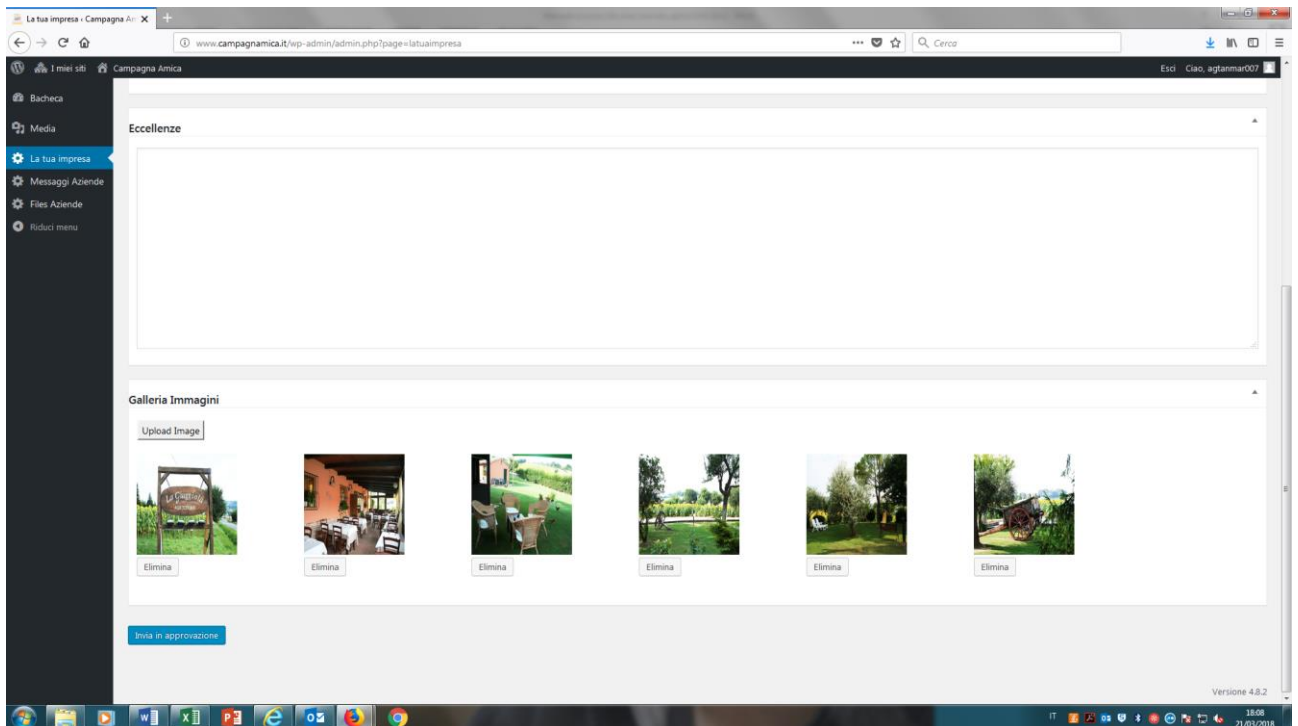 La tua impresa ‹ Campagna Am
www.campagnamica.it/wp-admin/admin.php?page=latuaimpresa
Cerca
I miei siti Campagna Amica
Esci Ciao, agtanmar007
Bacheca
Media
La tua impresa
Messaggi Aziende
Files Aziende
Riduci menu
Eccellenze
Galleria Immagini
Upload Image
Elimina Elimina Elimina Elimina Elimina Elimina
Invia in approvazione
Versione 4.8.2
IT
18:08
21/03/2018